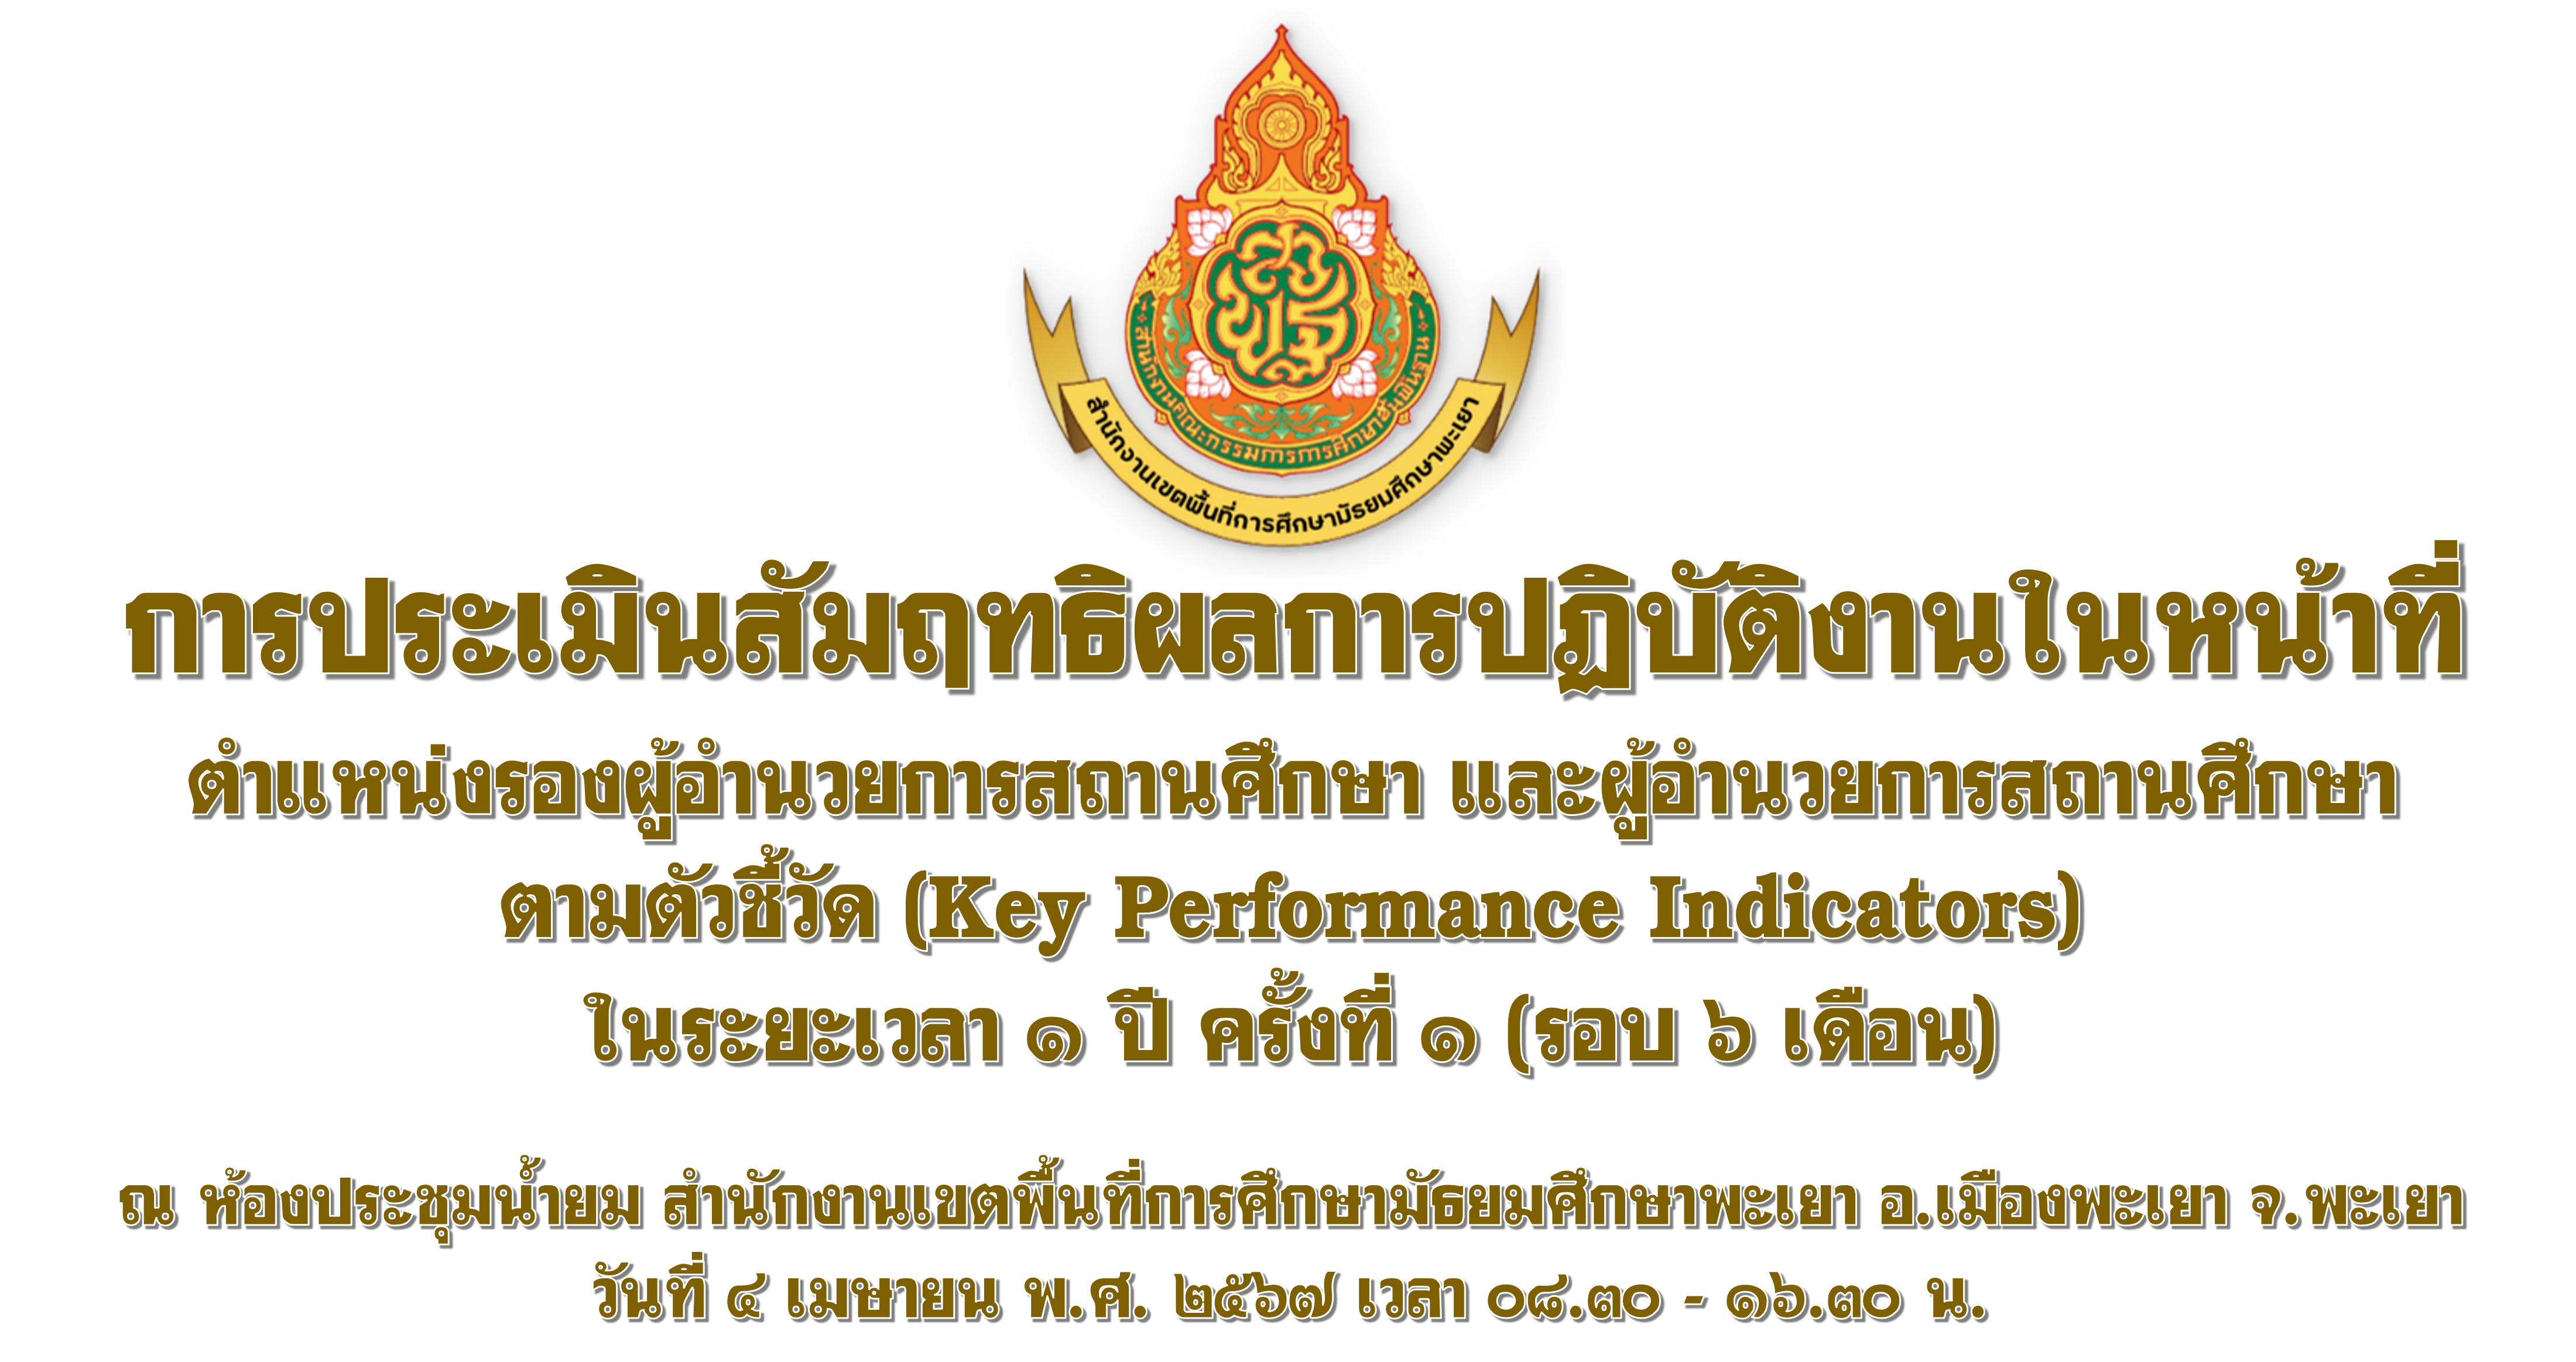 สพฐ
สำนักงานคณะกรรมการการศึกษาขั้นพื้นฐาน
สำนักงานเขตพื้นที่การศึกษามัธยมศึกษาพะเยา
การประเมินสัมฤทธิผลการปฏิบัติงานในหน้าที่
ตำแหน่งรองผู้อำนวยการสถานศึกษา และผู้อำนวยการสถานศึกษา
ตามตัวชี้วัด (Key Performance Indicators)
ในระยะเวลา ๑ ปี ครั้งที่ ๑ (รอบ ๖ เดือน)
ณ ห้องประชุมน้ำยม สำนักงานเขตพื้นที่การศึกษามัธยมศึกษาพะเยา อ.เมืองพะเยา จ.พะเยา
วันที่ ๔ เมษายน พ.ศ. ๒๕๖๗ เวลา ๐๘.๓๐ - ๑๖.๓๐ น.